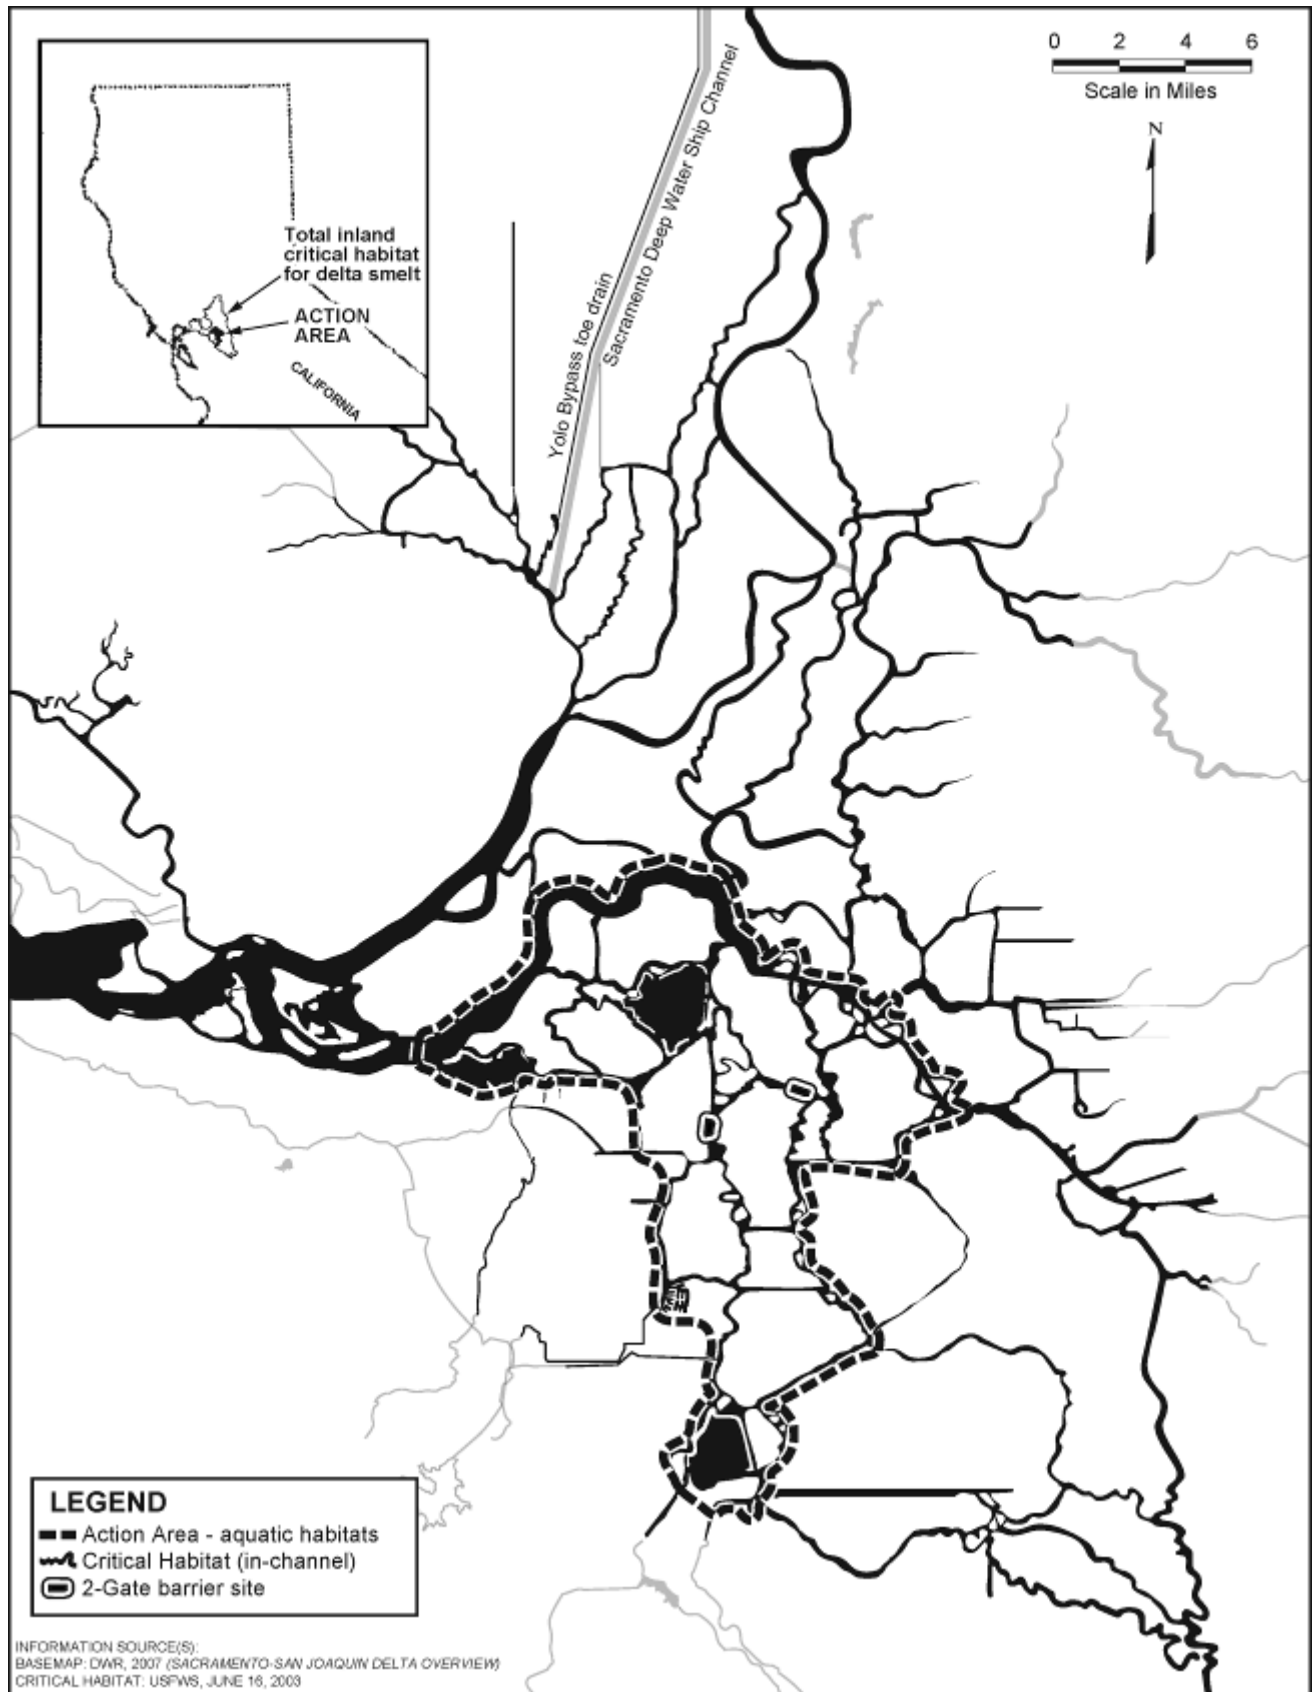 0 2 4 6
Scale in Miles
N
Sacramento Deep Water Ship Channel
Yolo Bypass toe drain
Total inland
critical habitat
for delta smelt
ACTION
AREA
CALIFORNIA
LEGEND
Action Area - aquatic habitats
Critical Habitat (in-channel)
2-Gate barrier site
INFORMATION SOURCE(S):
BASEMAP: DWR, 2007 (SACRAMENTO-SAN JOAQUIN DELTA OVERVIEW)
CRITICAL HABITAT: USFWS, JUNE 16, 2003